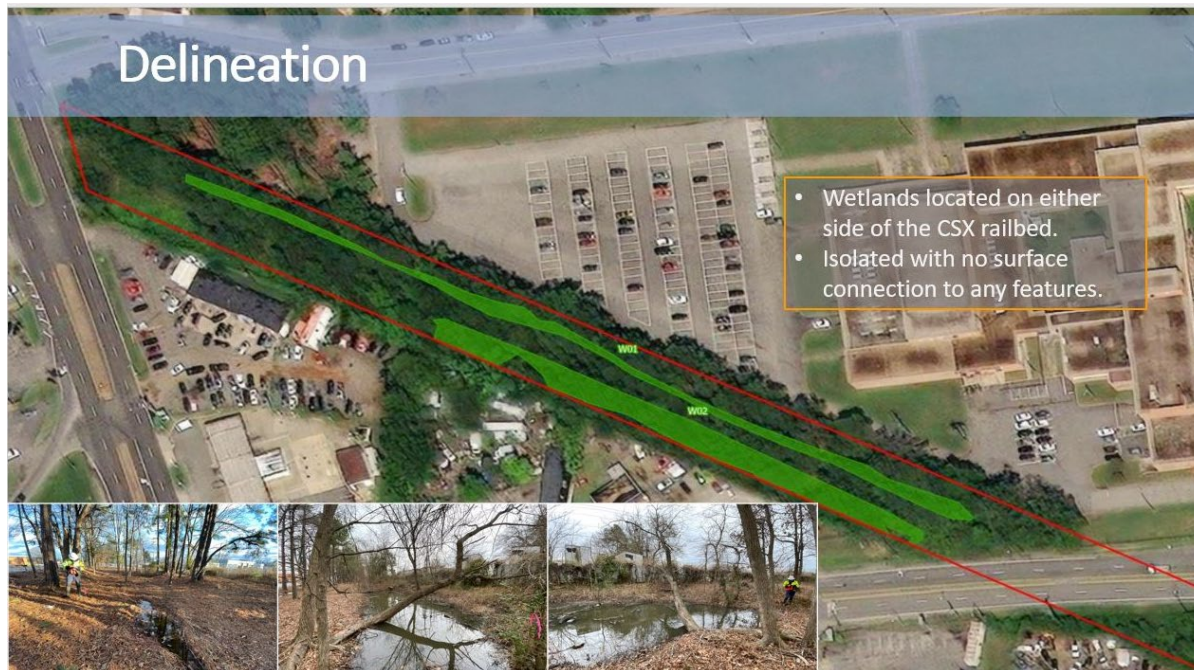 Delineation
• Wetlands located on either
side of the CSX railbed.
• Isolated with no surface
connection to any features.
W01
W02